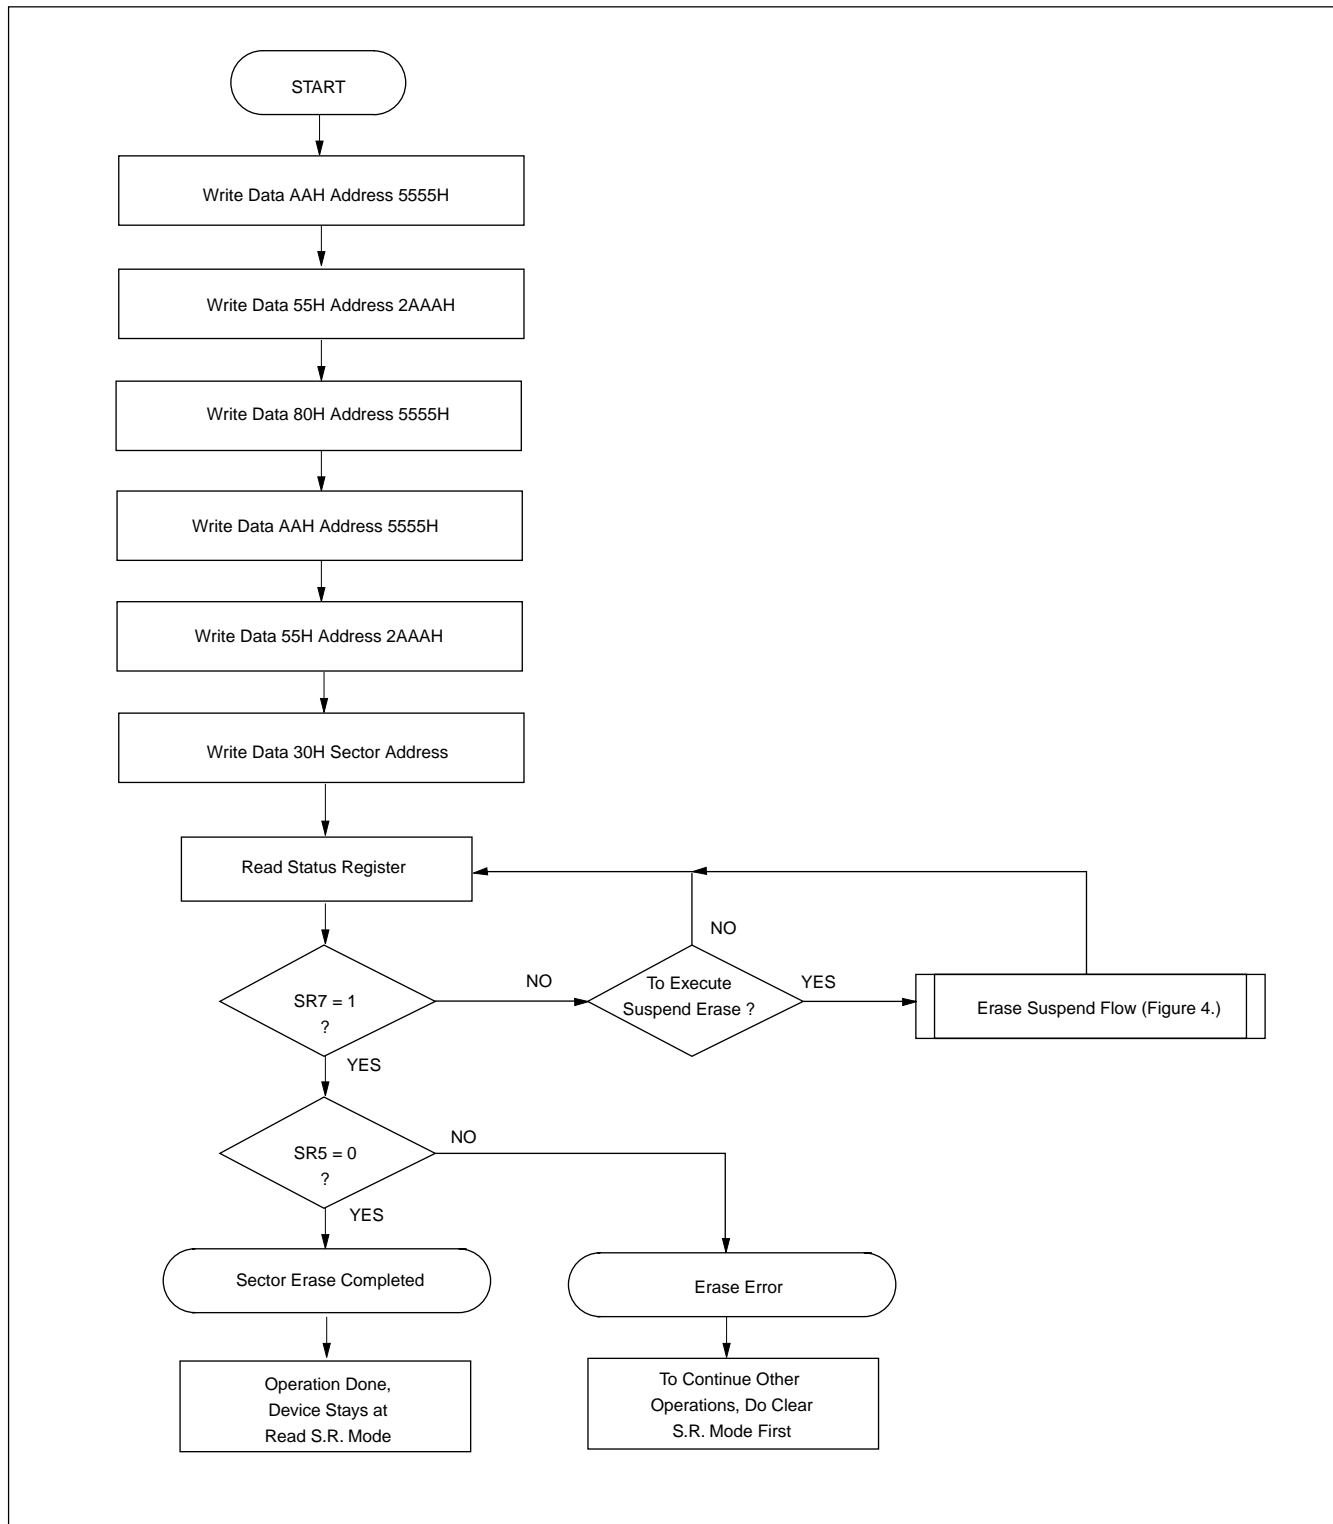 START
Write Data AAH Address 5555H
Write Data 55H Address 2AAAH
Write Data 80H Address 5555H
Write Data AAH Address 5555H
Write Data 55H Address 2AAAH
Write Data 30H Sector Address
Read Status Register
NO
To Execute
Suspend Erase ?
YES
Erase Suspend Flow (Figure 4.)
NO
SR7 = 1
?
YES
SR5 = 0
?
NO
YES
Sector Erase Completed
Erase Error
Operation Done,
Device Stays at
Read S.R. Mode
To Continue Other
Operations, Do Clear
S.R. Mode First